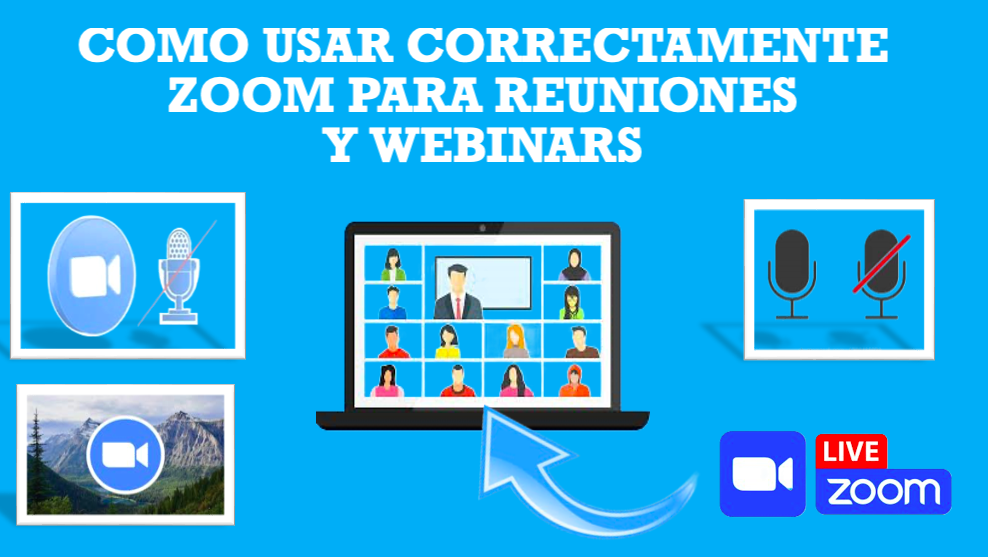 COMO USAR CORRECTAMENTE
ZOOM PARA REUNIONES
Y WEBINARS
LIVE
zoom